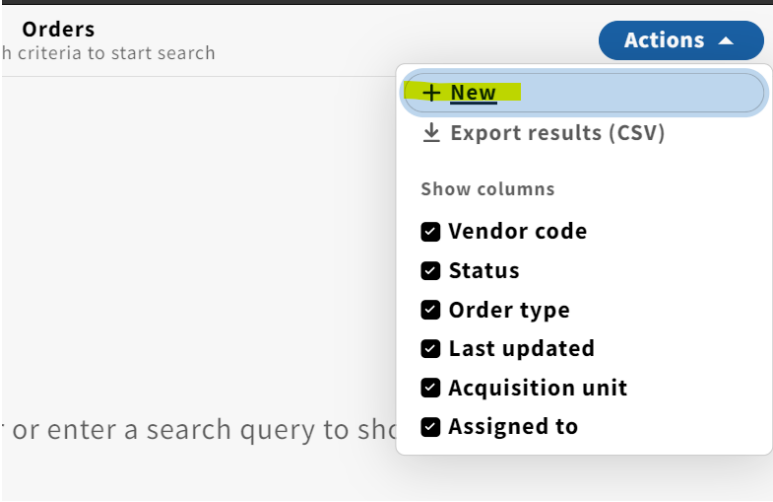 Orders
h criteria to start search
Actions
New
Export results (CSV)
Show columns
Vendor code
Status
Order type
Last updated
Acquisition unit
or enter a search query to sho
Assigned to